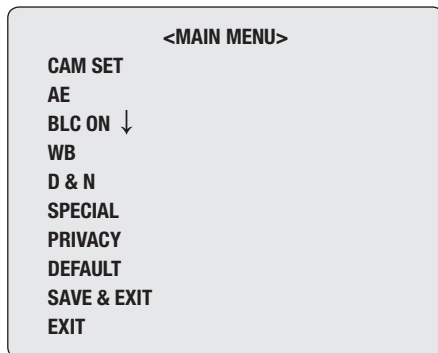 <MAIN MENU>
CAM SET
AE
BLC ON ↓
WB
D & N
SPECIAL
PRIVACY
DEFAULT
SAVE & EXIT
EXIT